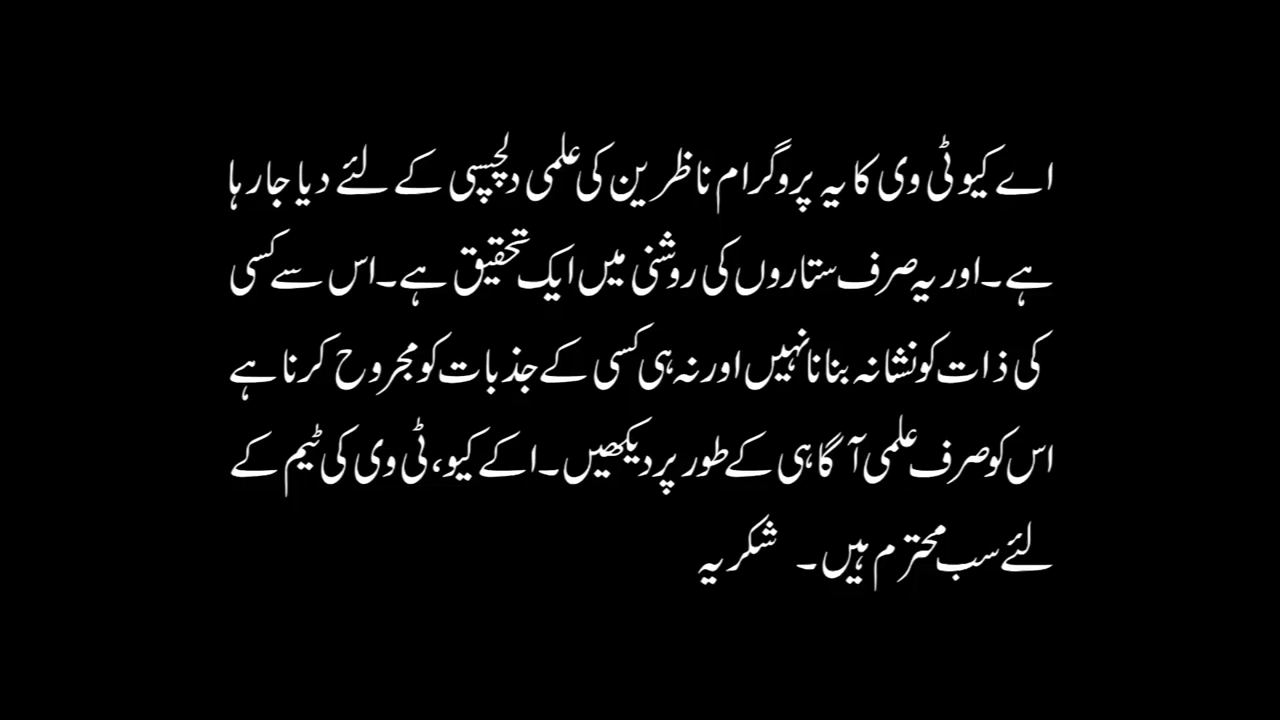 اے کیو ٹی وی کا یہ پروگرام ناظرین کی علمی دلچسپی کے لئے دیا جا رہا
ہے۔ اور یہ صرف ستاروں کی روشنی میں ایک تحقیق ہے۔ اس سے کسی
کی ذات کو نشانہ بنانا نہیں اور نہ ہی کسی کے جذبات کو مجروح کرنا ہے
اس کو صرف علمی آگاہی کے طور پر دیکھیں۔ اکے کیو، ٹی وی کی ٹیم کے
لئے سب محترم ہیں۔ شکریہ